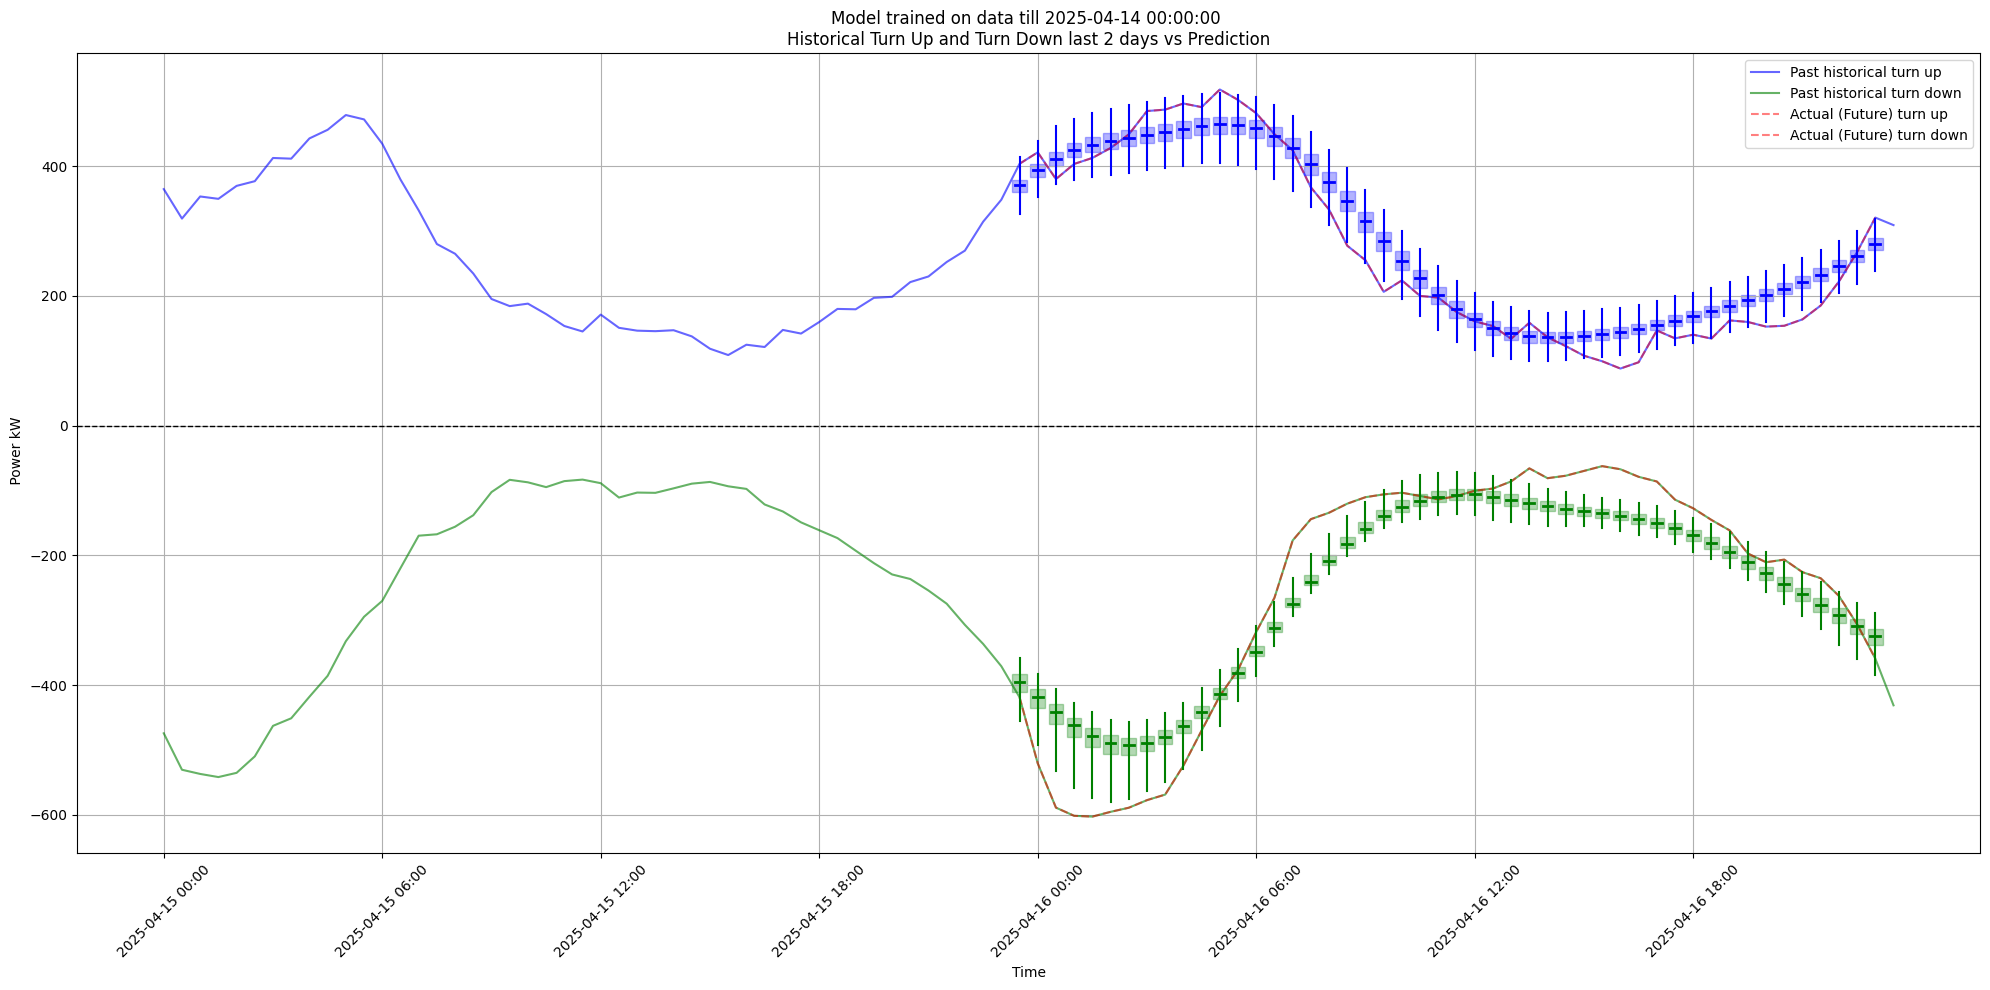 Model trained on data till 2025-04-14 00:00:00
Historical Turn Up and Turn Down last 2 days vs Prediction
Past historical turn up
Past historical turn down
Actual (Future) turn up
Actual (Future) turn down
Power kW
400
200
0
−200
−400
−600
2025-04-15 00:00
2025-04-15 06:00
2025-04-15 12:00
2025-04-15 18:00
2025-04-16 00:00
2025-04-16 06:00
2025-04-16 12:00
2025-04-16 18:00
Time